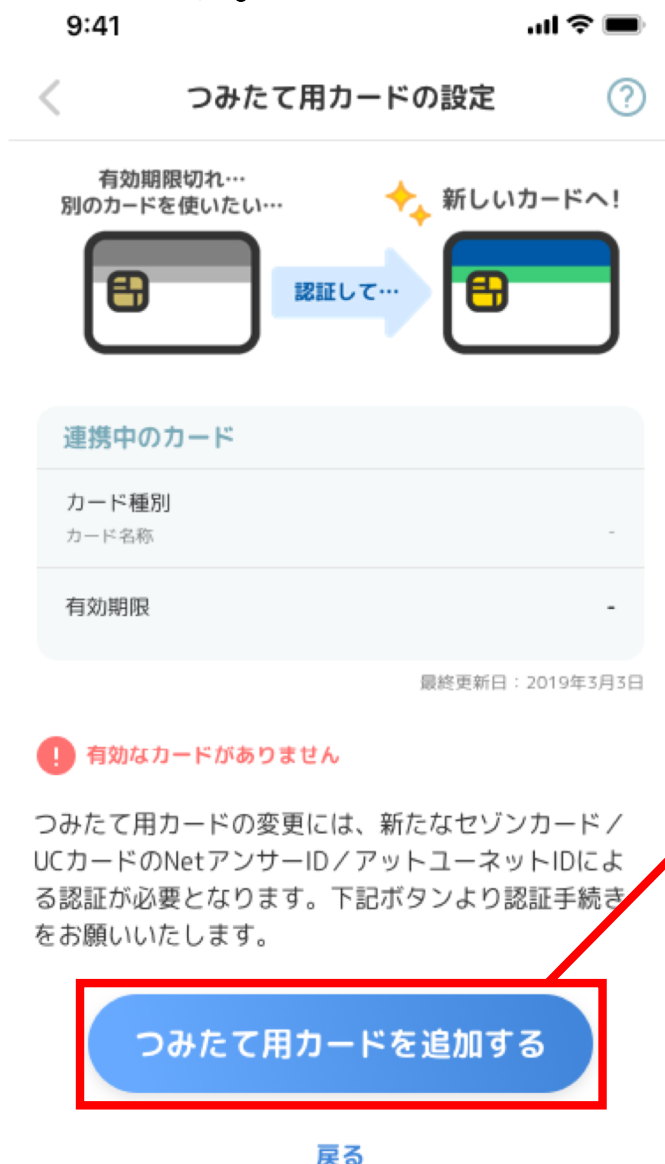 9:41
つみたて用カードの設定
?
有効期限切れ…
別のカードを使いたい…
新しいカードへ!
認証して…
連携中のカード
カード種別
カード名称 -
有効期限 -
最終更新日：2019年3月3日
! 有効なカードがありません
つみたて用カードの変更には、新たなセゾンカード／
UCカードのNetアンサーID／アットユーネットIDによ
る認証が必要となります。下記ボタンより認証手続き
をお願いいたします。
つみたて用カードを追加する
戻る